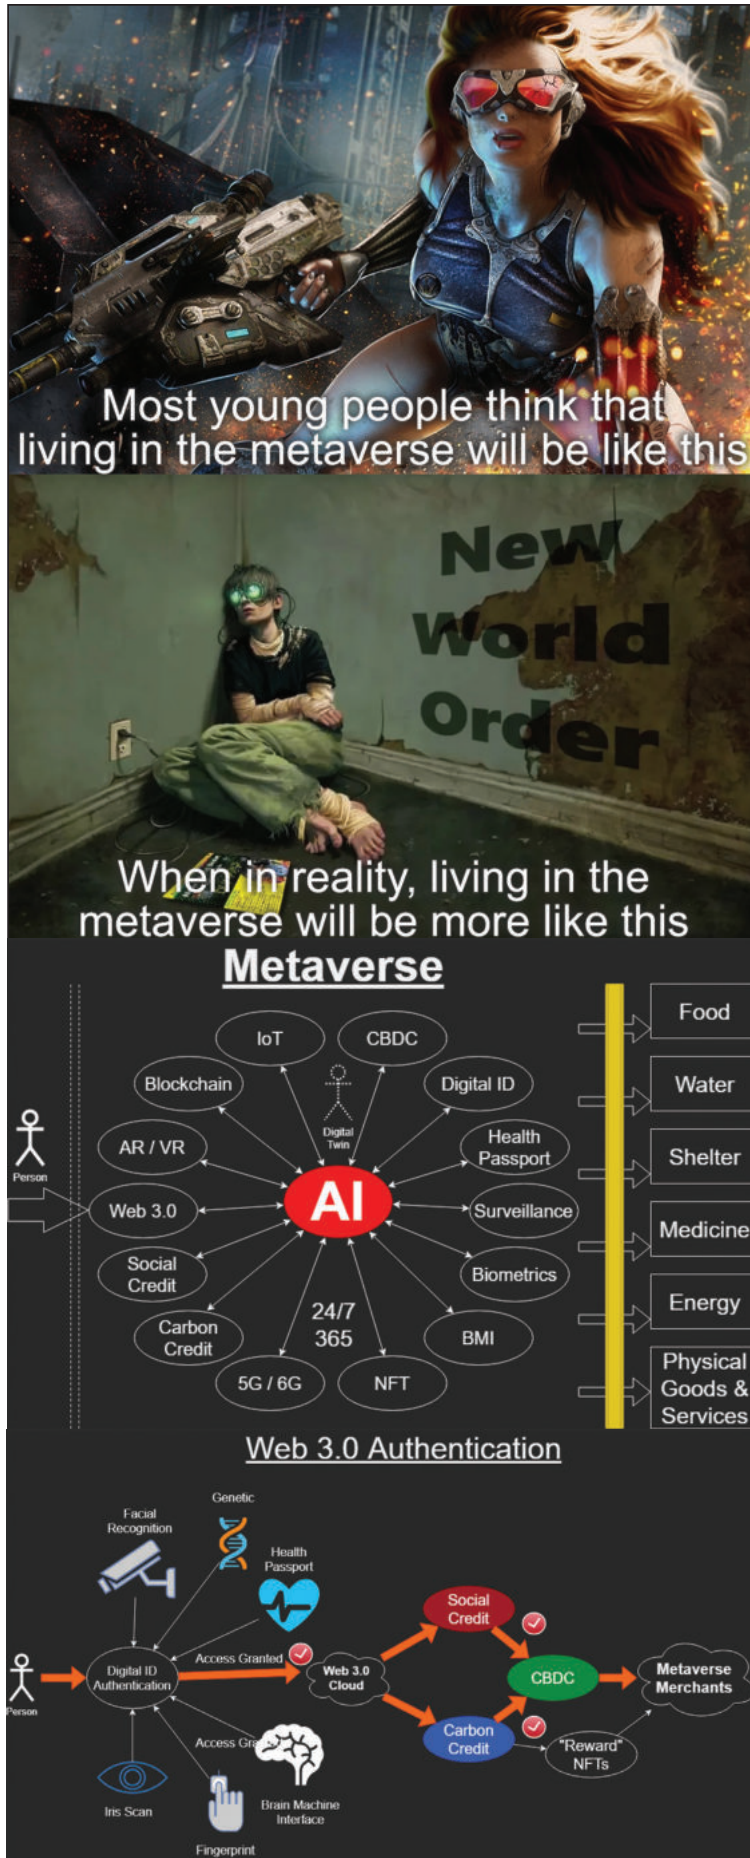 Most young people think that
living in the metaverse will be like this
New
World
Order
When in reality, living in the
metaverse will be more like this
Metaverse
IoT
CBDC
Blockchain
Digital ID
Digital
Twin
AR / VR
Health
Passport
Person
AI
Web 3.0
Surveillance
Social
Credit
Biometrics
Carbon
Credit
24/7
365
BMI
5G / 6G
NFT
Food
Water
Shelter
Medicine
Energy
Physical
Goods &
Services
Web 3.0 Authentication
Genetic
Facial
Recognition
Health
Passport
Social
Credit
Access Granted
Person
Digital ID
Authentication
Web 3.0
Cloud
CBDC
Metaverse
Merchants
Carbon
Credit
"Reward"
NFTs
Access Gra
Iris Scan
Fingerprint
Brain Machine
Interface